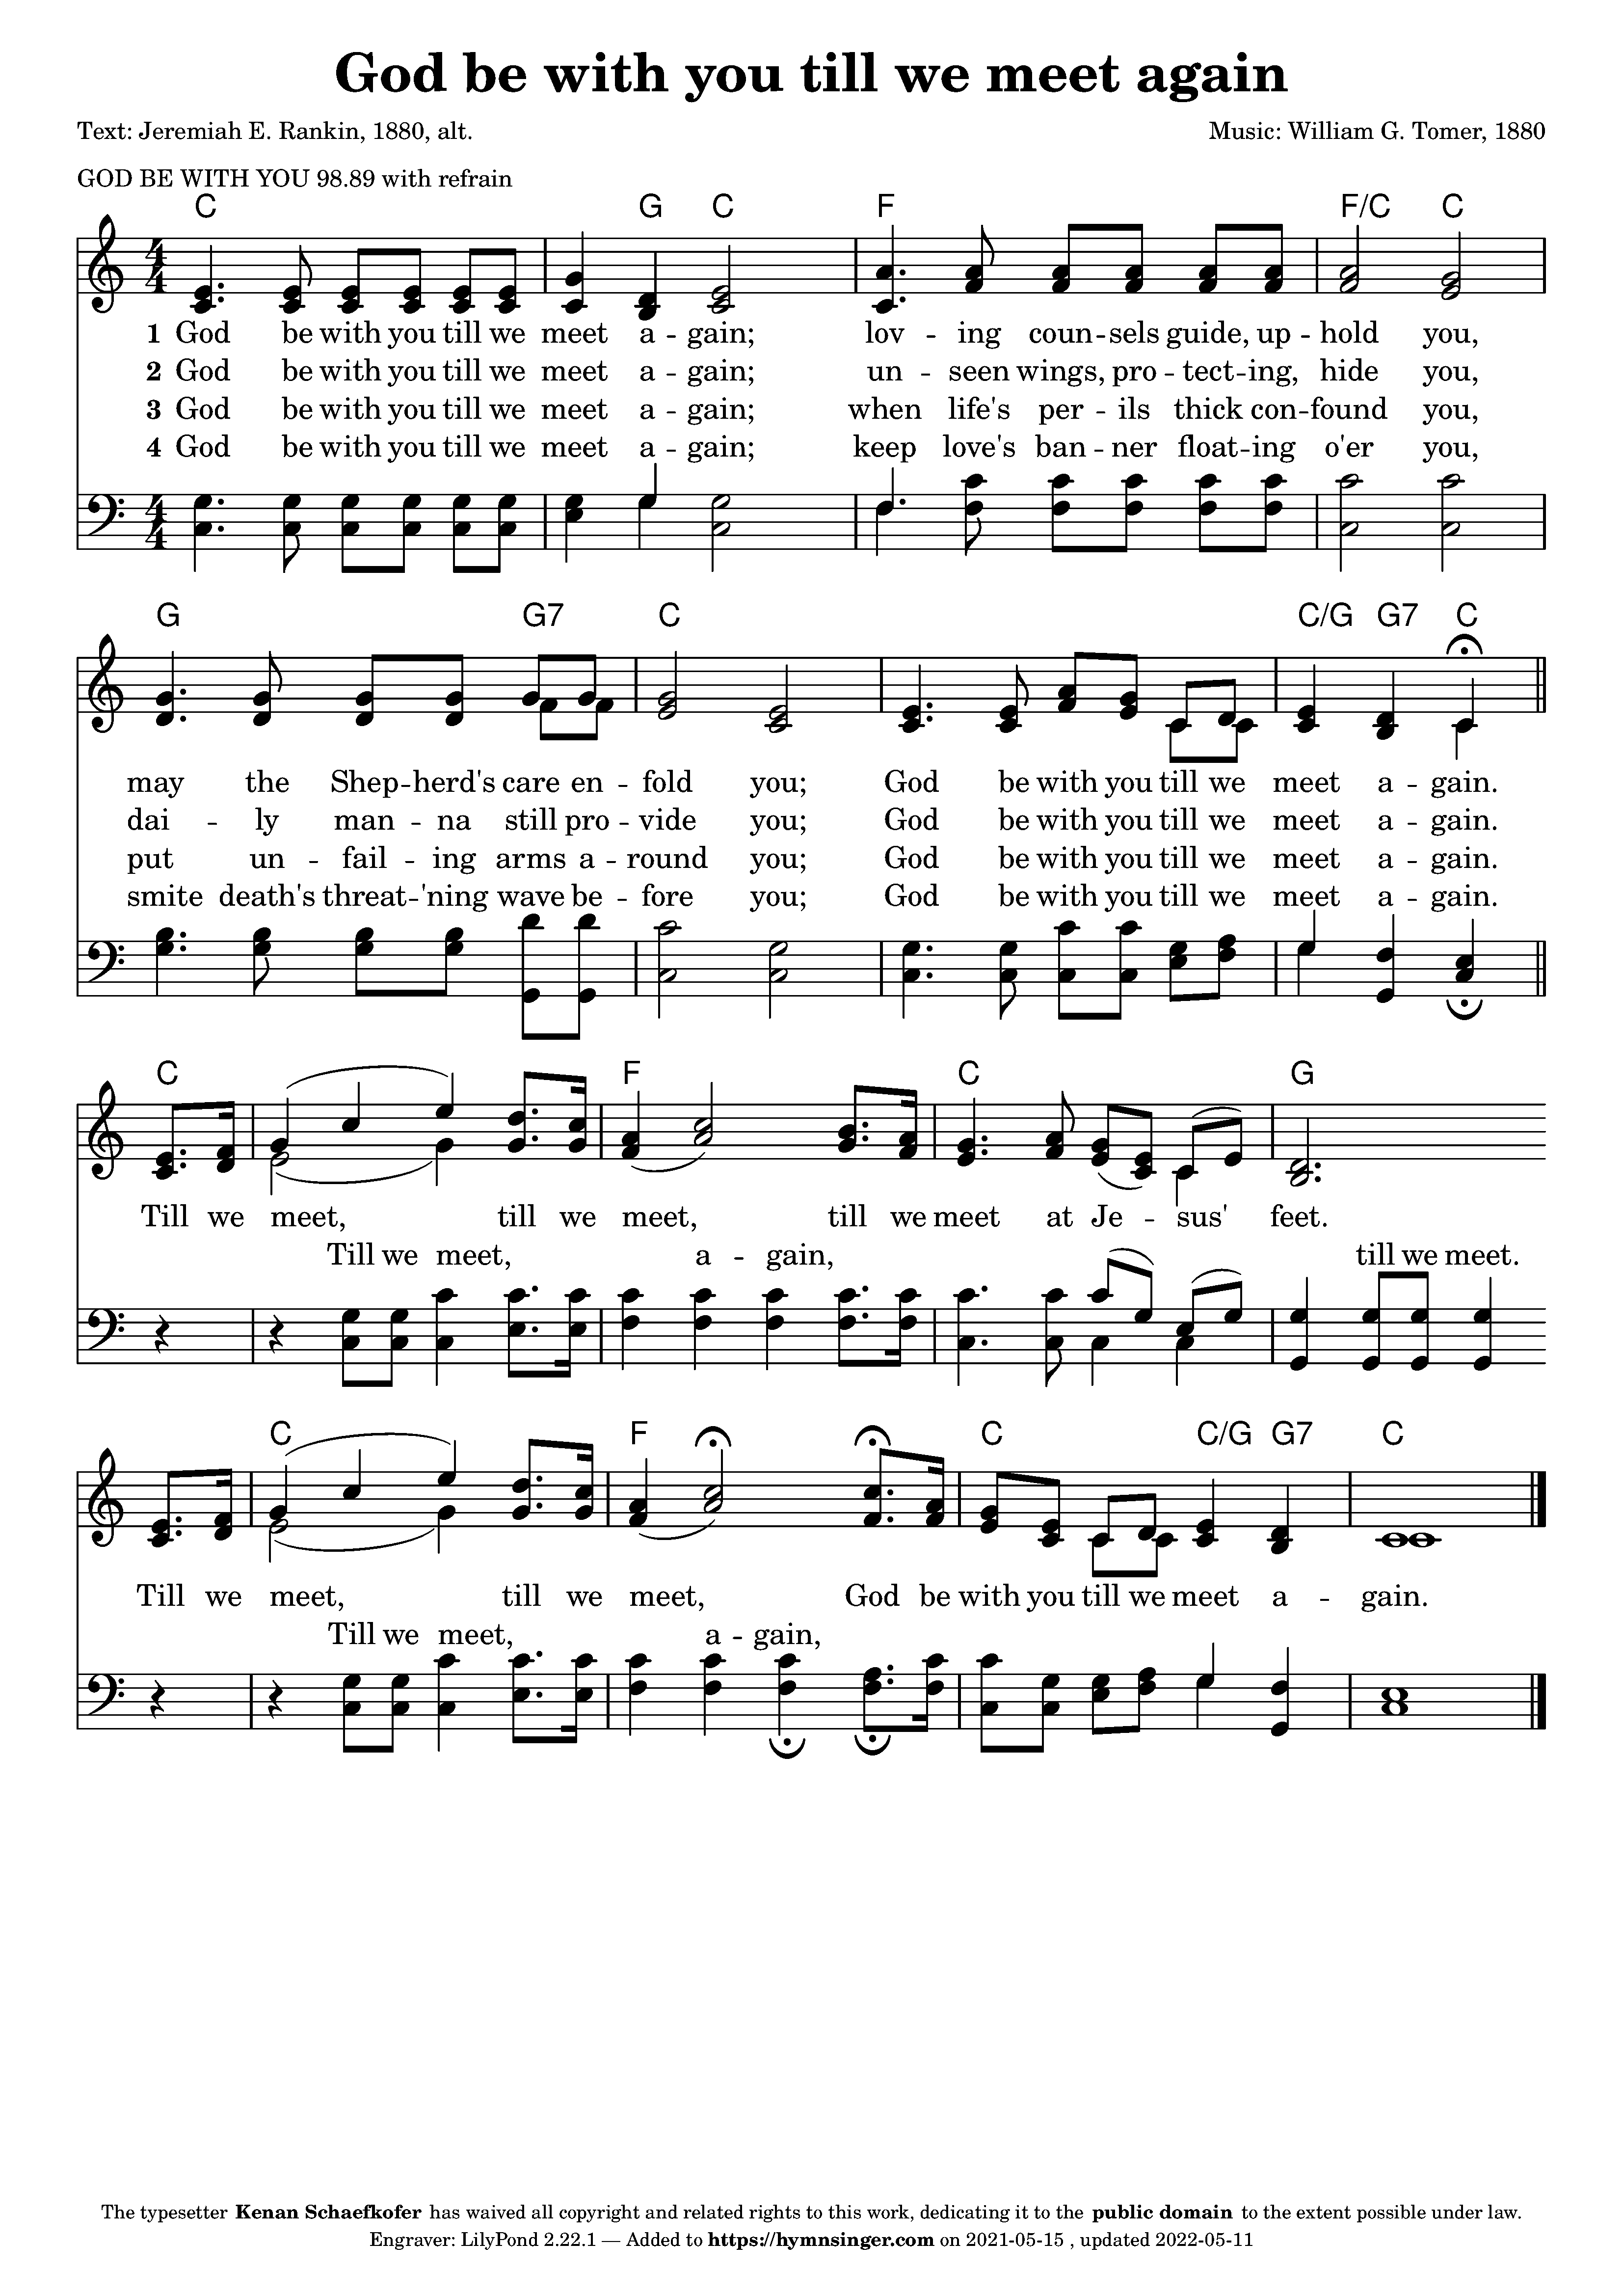 God be with you till we meet again
Text: Jeremiah E. Rankin, 1880, alt.
Music: William G. Tomer, 1880
GOD BE WITH YOU 98.89 with refrain
C G C F F/C C
4 4
1 God be with you till we meet a -- gain; lov -- ing coun -- sels guide, up -- hold you,
2 God be with you till we meet a -- gain; un -- seen wings, pro -- tect -- ing, hide you,
3 God be with you till we meet a -- gain; when life's per -- ils thick con -- found you,
4 God be with you till we meet a -- gain; keep love's ban -- ner float -- ing o'er you,
4 4
G G7 C C/G G7 C
may the Shep -- herd's care en -- fold you; God be with you till we meet a -- gain.
dai -- ly man -- na still pro -- vide you; God be with you till we meet a -- gain.
put un -- fail -- ing arms a -- round you; God be with you till we meet a -- gain.
smite death's threat -- 'ning wave be -- fore you; God be with you till we meet a -- gain.
C F C G
Till we meet, till we meet, till we meet at Je -- sus' feet.
Till we meet, a -- gain, till we meet.
C F C C/G G7 C
Till we meet, till we meet, God be with you till we meet a -- gain.
Till we meet, a -- gain,
The typesetter Kenan Schaefkofer has waived all copyright and related rights to this work, dedicating it to the public domain to the extent possible under law.
Engraver: LilyPond 2.22.1 — Added to https://hymnsinger.com on 2021-05-15 , updated 2022-05-11